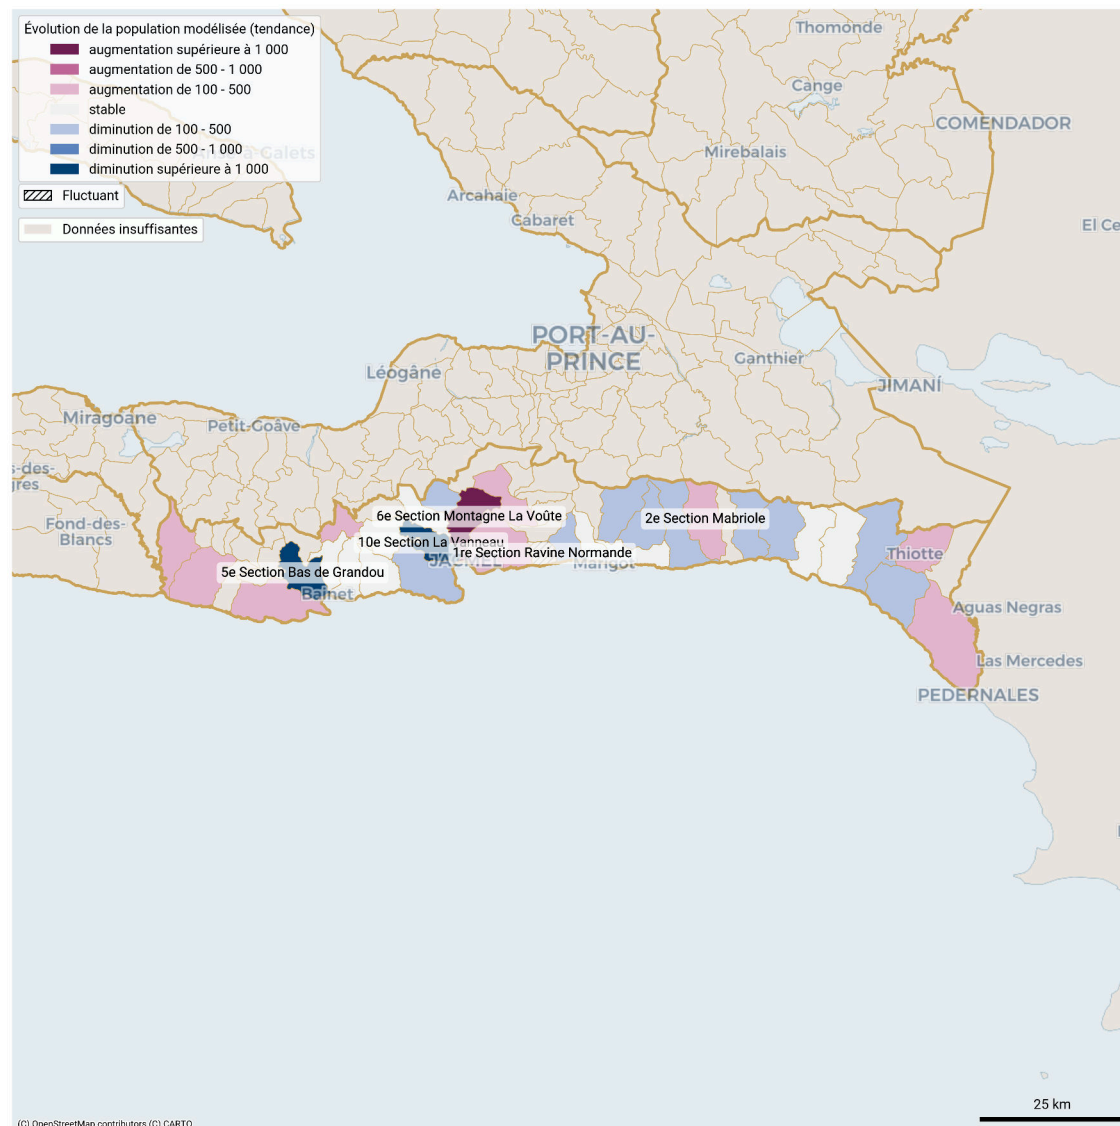 Évolution de la population modélisée (tendance)
augmentation supérieure à 1 000
augmentation de 500 - 1 000
augmentation de 100 - 500
stable
diminution de 100 - 500
diminution de 500 - 1 000
diminution supérieure à 1 000
Fluctuant
Données insuffisantes
Thomonde
Cange
COMENDADOR
Mirebalais
Arcahaie
Cabaret
El Ce
PORT-AU-
PRINCE
Ganthier
Léogâne
JIMANÍ
Miragoane
Petit-Goâve
s-des-
gres
Fond-des-
Blancs
6e Section Montagne La Voûte
2e Section Mabriole
10e Section La Vanneau
1re Section Ravine Normande
JACMEL
Marigot
Thiotte
5e Section Bas de Grandou
Bainet
Aguas Negras
Las Mercedes
PEDERNALES
25 km
(C) OpenStreetMap contributors (C) CARTO